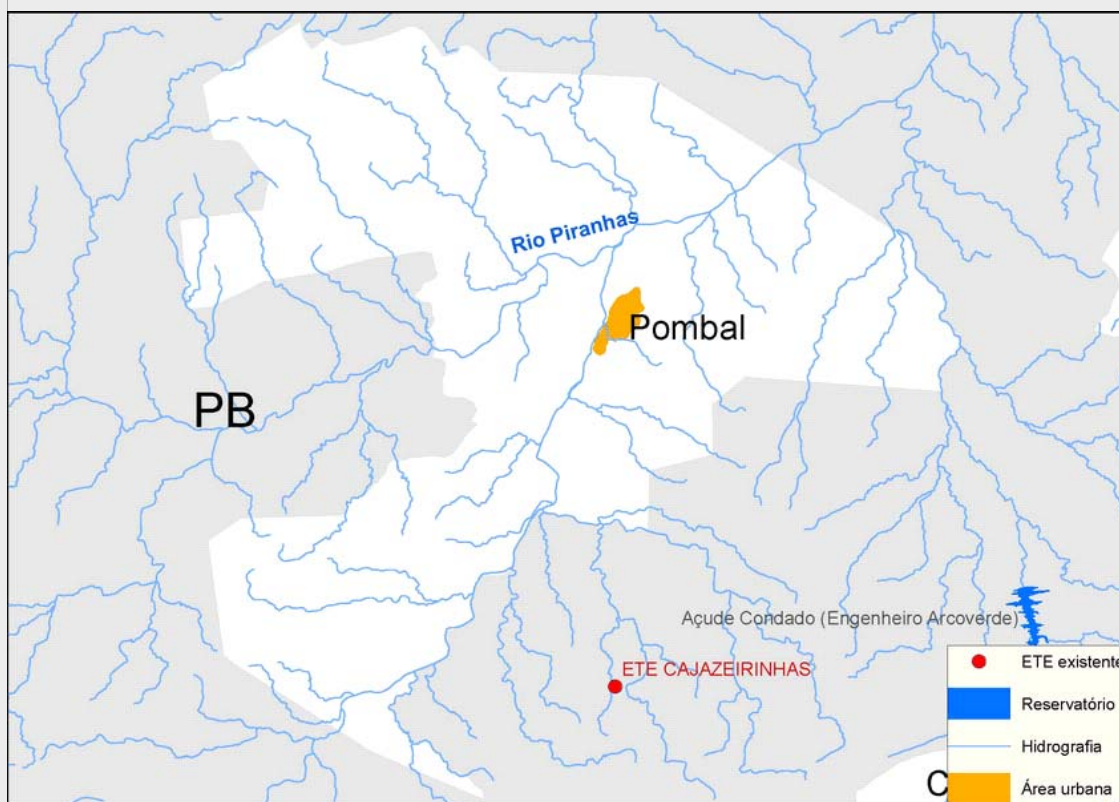 Rio Piranhas
Pombal
PB
Açude Condado (Engenheiro Arcoverde)
ETE CAJAZEIRINHAS
ETE existente
Reservatório
Hidrografia
C
Área urbana